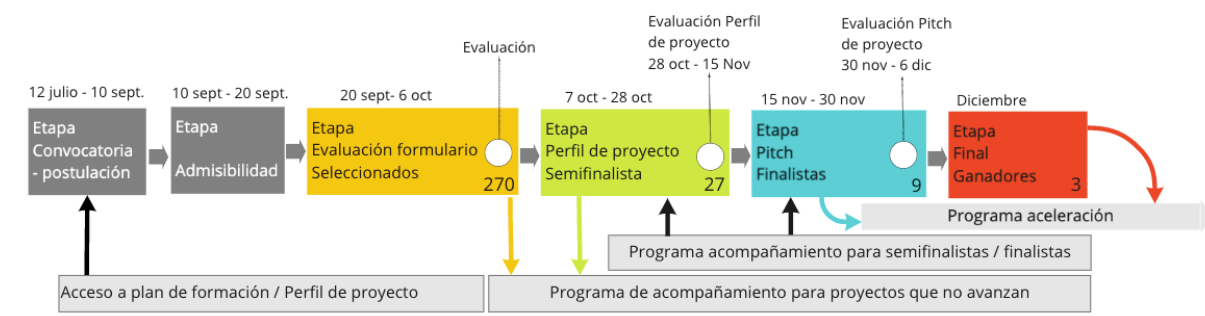 Evaluación Perfil
de proyecto
28 oct - 15 Nov
Evaluación Pitch
de proyecto
30 nov - 6 dic
Evaluación
12 julio - 10 sept.
10 sept - 20 sept.
20 sept- 6 oct
7 oct - 28 oct
15 nov - 30 nov
Diciembre
Etapa
Convocatoria
- postulación
Etapa
Admisibilidad
Etapa
Evaluación formulario
Seleccionados
270
Etapa
Perfil de proyecto
Semifinalista
27
Etapa
Pitch
Finalistas
9
Etapa
Final
Ganadores
3
Programa aceleración
Programa acompañamiento para semifinalistas / finalistas
Acceso a plan de formación / Perfil de proyecto
Programa de acompañamiento para proyectos que no avanzan